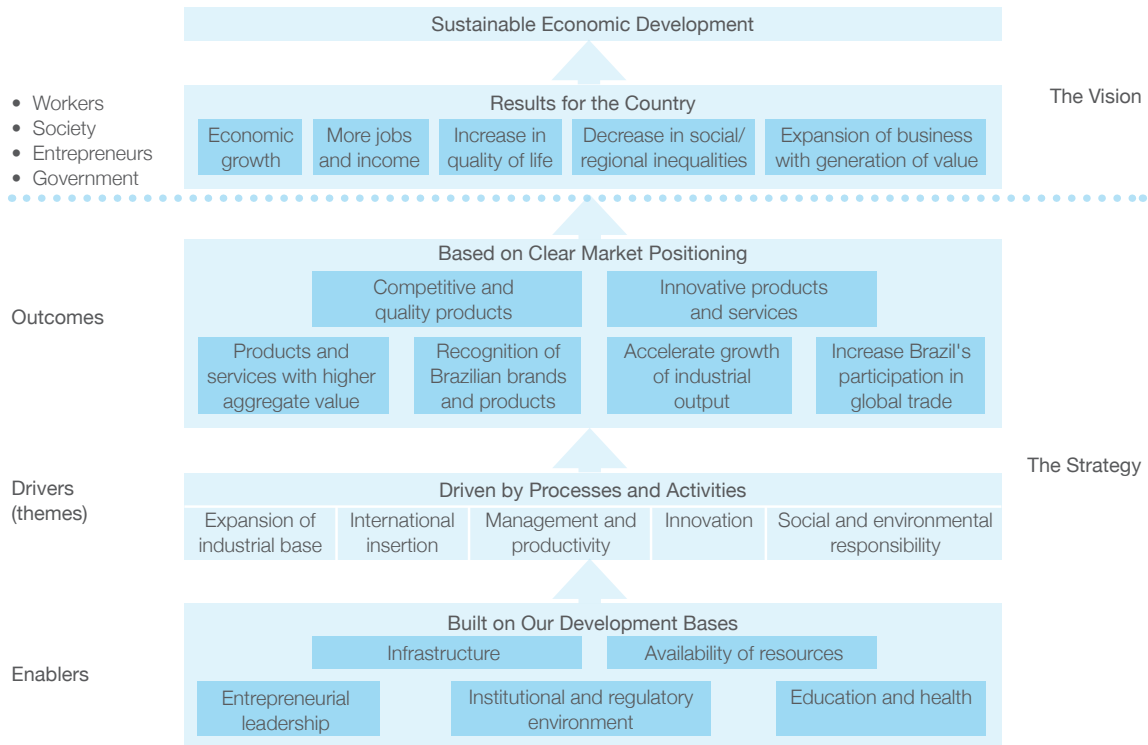 Sustainable Economic Development
The Vision
• Workers
• Society
• Entrepreneurs
• Government
Results for the Country
Economic
growth
More jobs
and income
Increase in
quality of life
Decrease in social/
regional inequalities
Expansion of business
with generation of value
Outcomes
Based on Clear Market Positioning
Competitive and
quality products
Innovative products
and services
Products and
services with higher
aggregate value
Recognition of
Brazilian brands
and products
Accelerate growth
of industrial
output
Increase Brazil's
participation in
global trade
The Strategy
Drivers
(themes)
Driven by Processes and Activities
Expansion of
industrial base
International
insertion
Management and
productivity
Innovation
Social and environmental
responsibility
Enablers
Built on Our Development Bases
Infrastructure
Availability of resources
Entrepreneurial
leadership
Institutional and regulatory
environment
Education and health